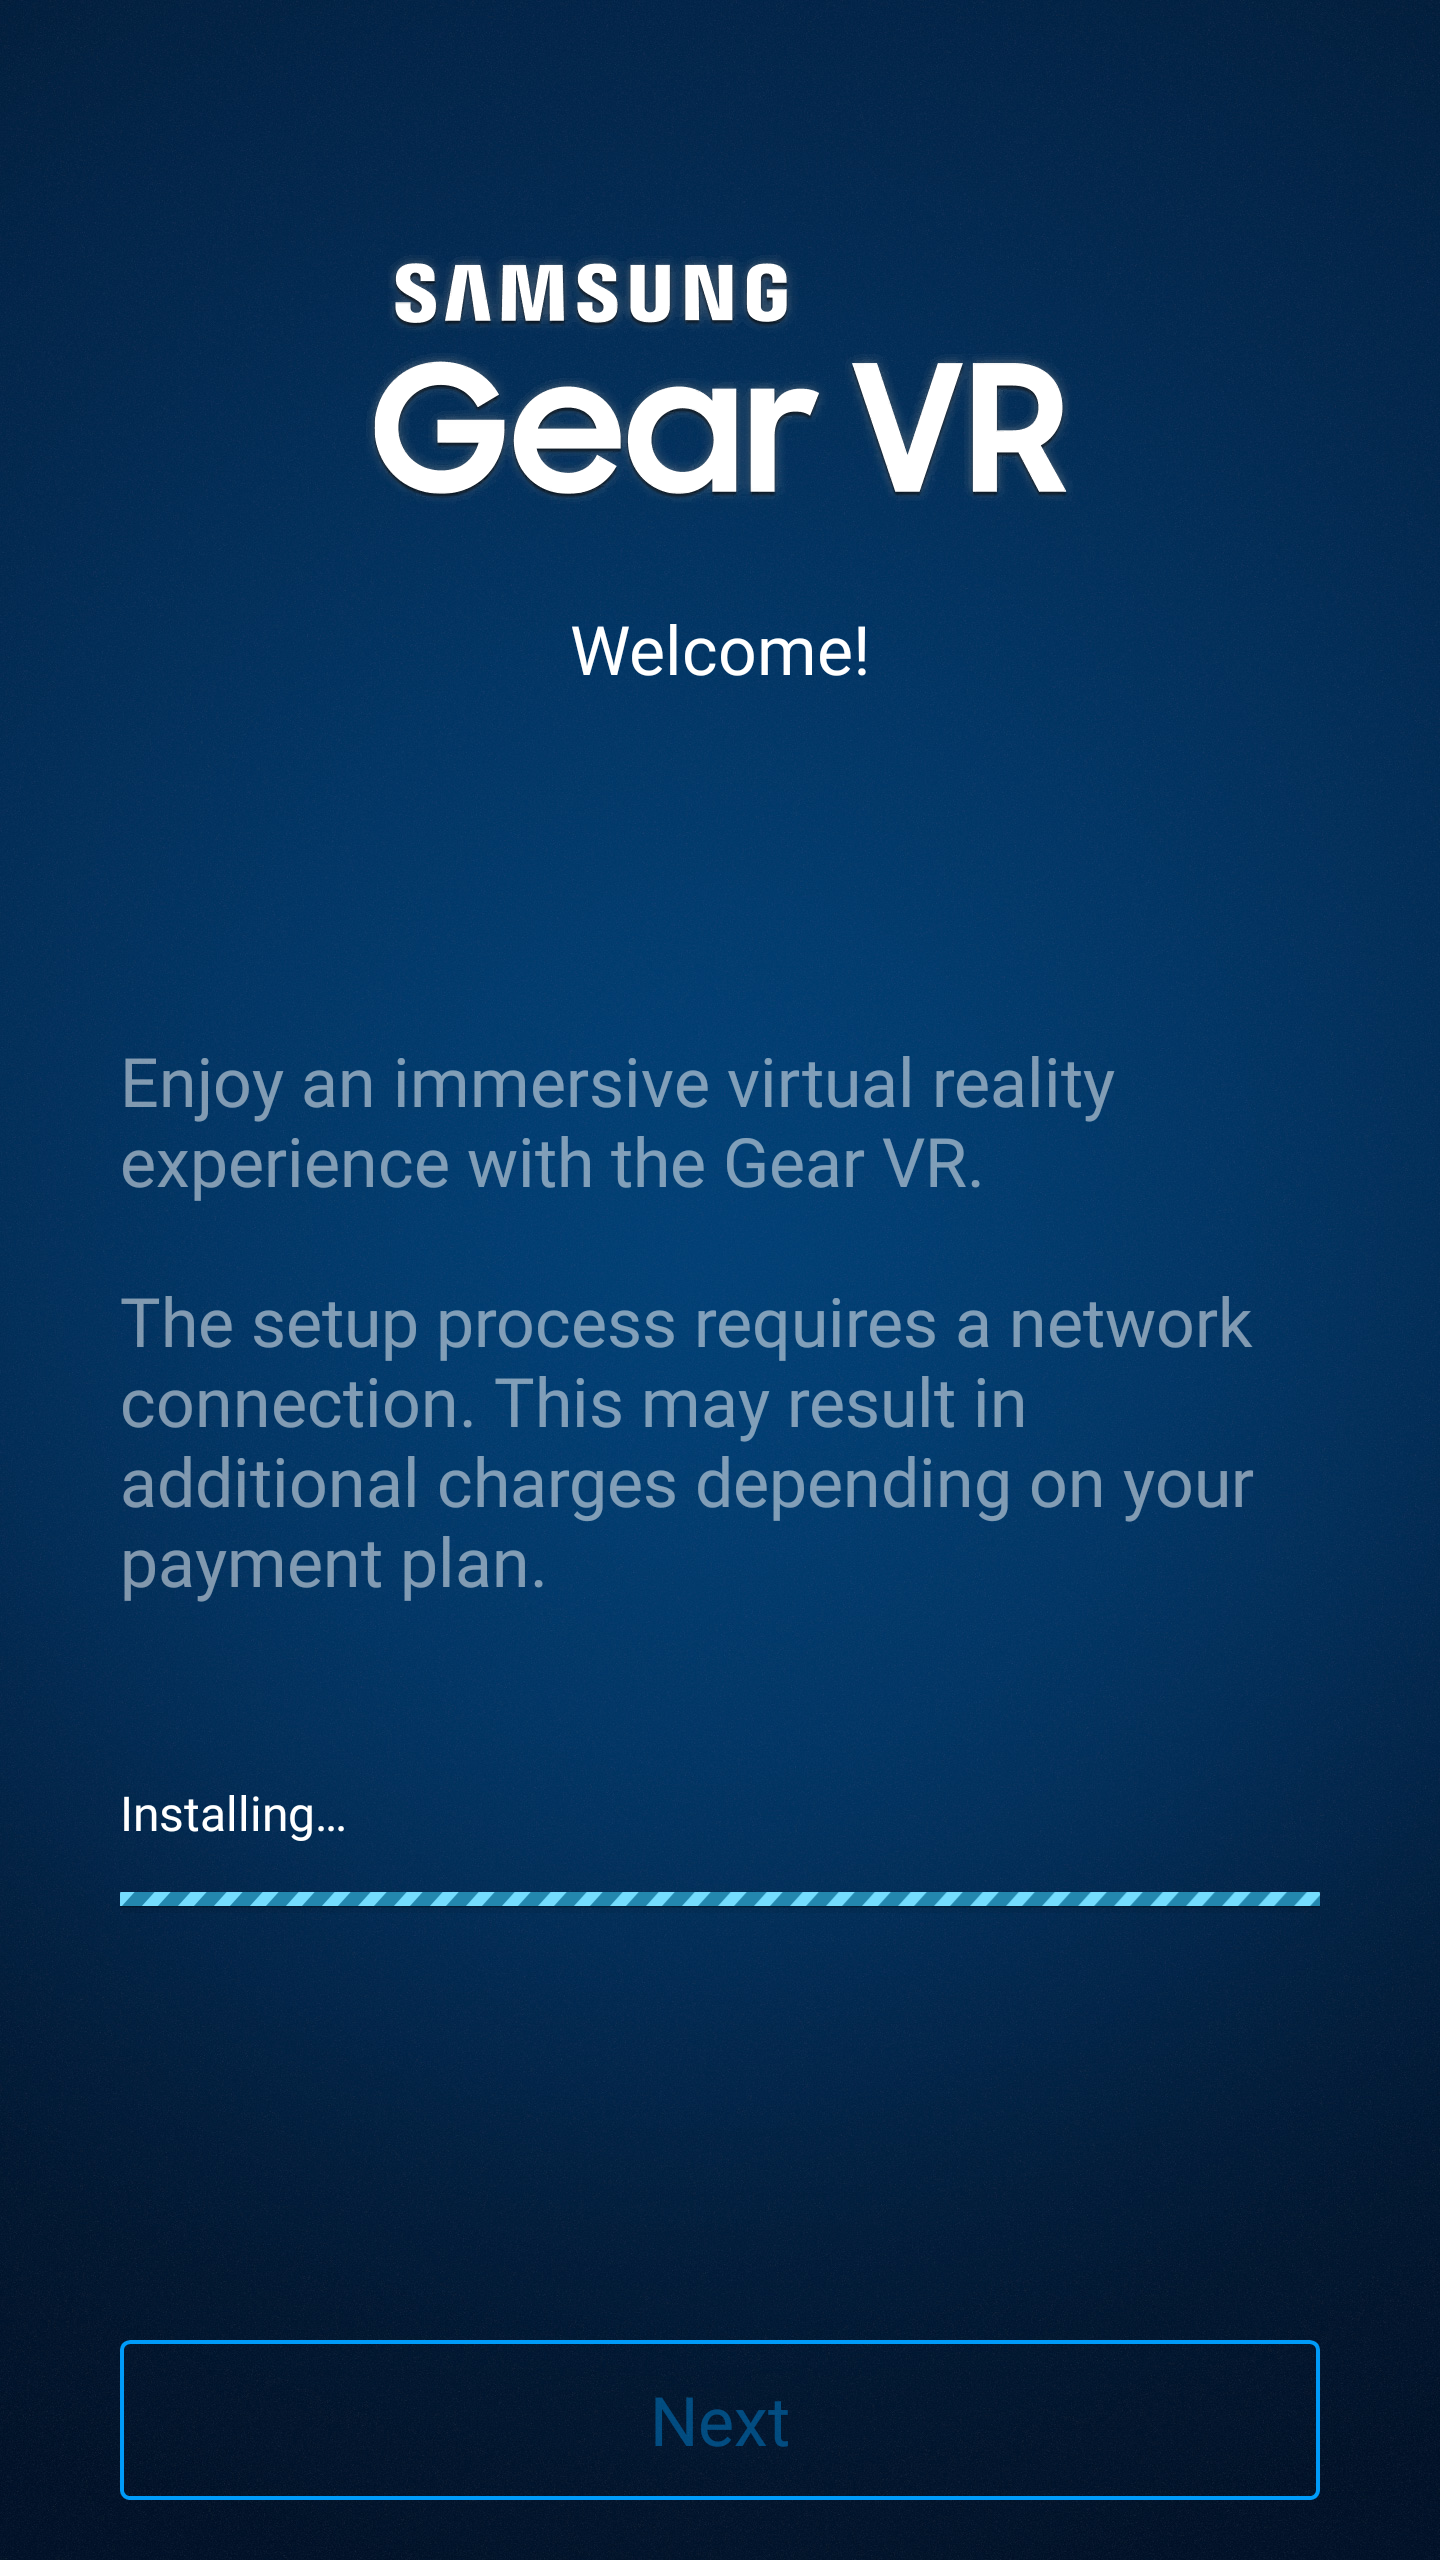 SAMSUNG
Gear VR
Welcome!
Enjoy an immersive virtual reality
experience with the Gear VR.
The setup process requires a network
connection. This may result in
additional charges depending on your
payment plan.
Installing...
Next